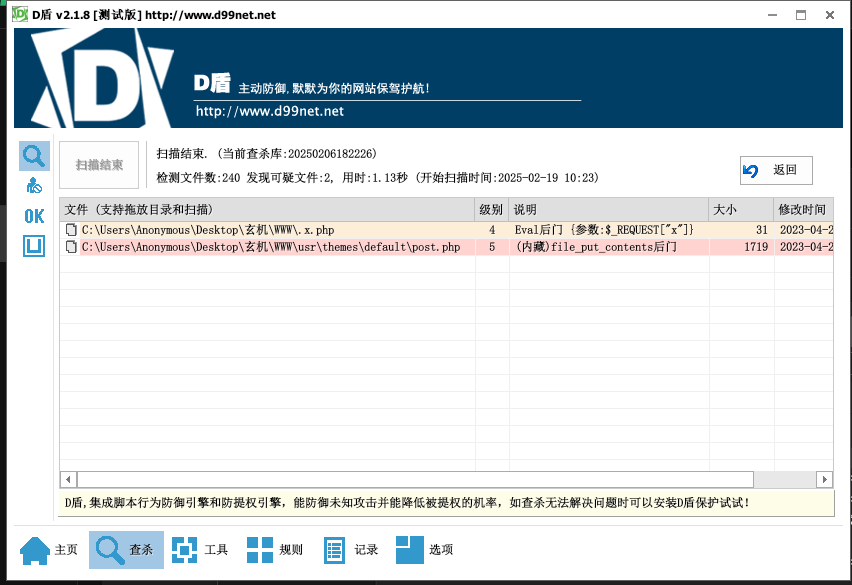 D盾 v2.1.8 [测试版] http://www.d99net.net
D盾 主动防御,默默为你的网站保驾护航!
http://www.d99net.net
扫描结束
扫描结束. (当前查杀库:20250206182226)
检测文件数:240 发现可疑文件:2, 用时:1.13秒 (开始扫描时间:2025-02-19 10:23)
返回
OK
文件 (支持拖放目录和扫描) 级别 说明 大小 修改时间
C:\Users\Anonymous\Desktop\玄机\WWW\.x.php 4 Eval后门 {参数:$_REQUEST["x"]} 31 2023-04-2
C:\Users\Anonymous\Desktop\玄机\WWW\usr\themes\default\post.php 5 (内藏)file_put_contents后门 1719 2023-04-2
D盾,集成脚本行为防御引擎和防提权引擎，能防御未知攻击并能降低被提权的机率，如查杀无法解决问题时可以安装D盾保护试试!
主页 查杀 工具 规则 记录 选项